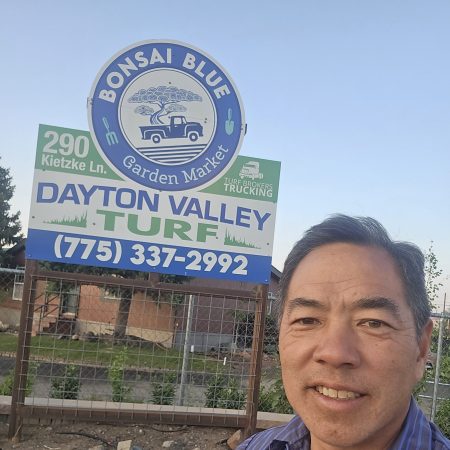 BONSAI BLUE
Garden Market
290
Kietzke Ln.
TURF BROKERS
TRUCKING
DAYTON VALLEY
TURF
(775) 337-2992